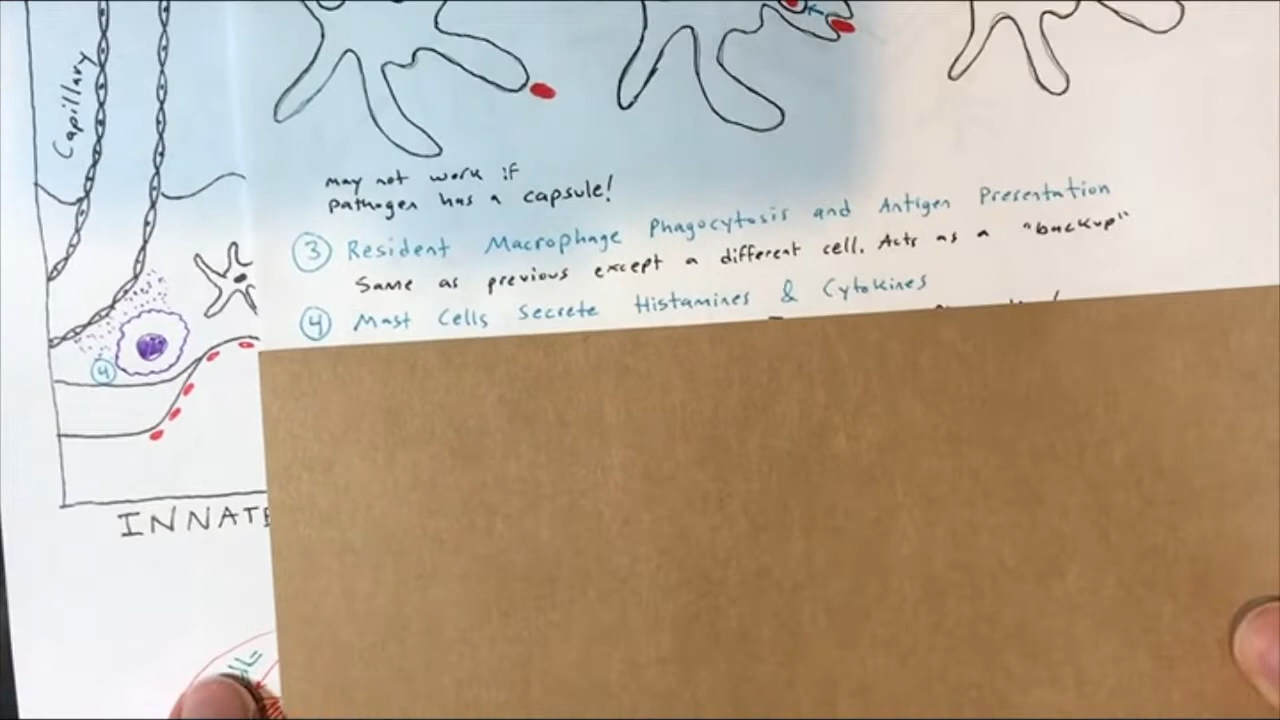 Capillary
may not work if
pathogen has a capsule!
③ Resident Macrophage Phagocytosis and Antigen Presentation
Same as previous except a different cell. Acts as a "backup"
④ Mast Cells Secrete Histamines & Cytokines
④
INNATE